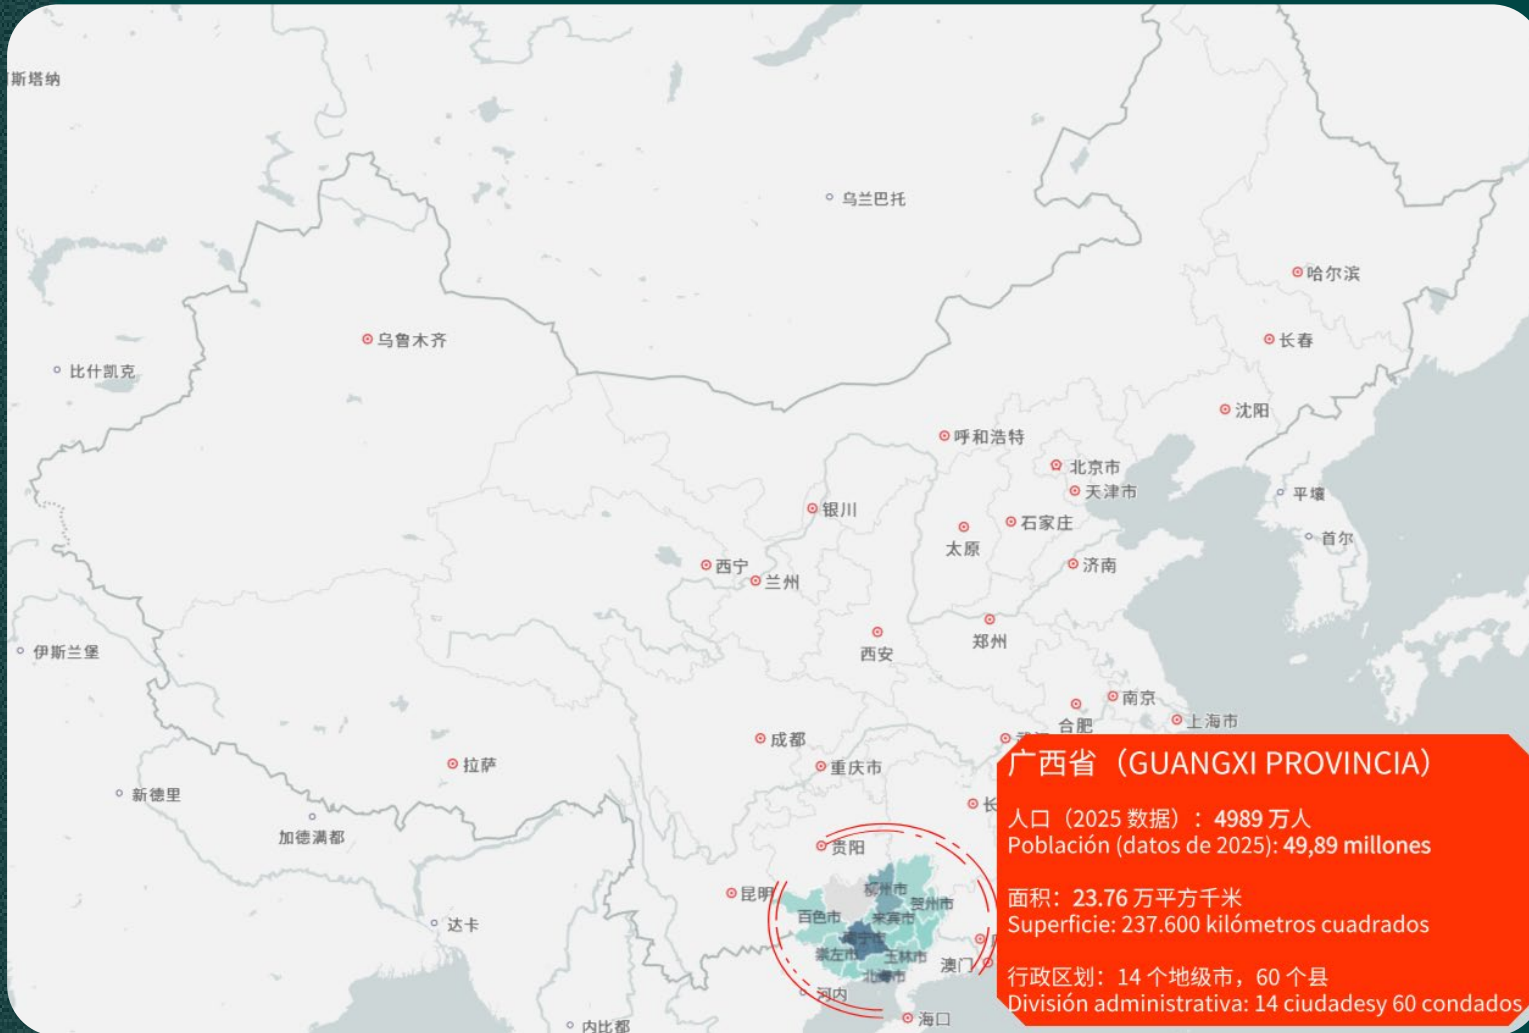 斯塔纳
乌兰巴托
哈尔滨
乌鲁木齐
长春
比什凯克
沈阳
呼和浩特
北京市
天津市
平壤
银川
石家庄
太原
首尔
西宁
兰州
济南
伊斯兰堡
西安
郑州
南京
合肥
上海市
成都
拉萨
重庆市
新德里
长
加德满都
贵阳
昆明
柳州市
贺州市
百色市
来宾市
达卡
南宁市
崇左市
玉林市
澳门
北海市
河内
海口
内比都
广西省（GUANGXI PROVINCIA）
人口（2025 数据）：4989 万人
Población (datos de 2025): 49,89 millones
面积：23.76 万平方千米
Superficie: 237.600 kilómetros cuadrados
行政区划：14 个地级市，60 个县
División administrativa: 14 ciudadesy 60 condados